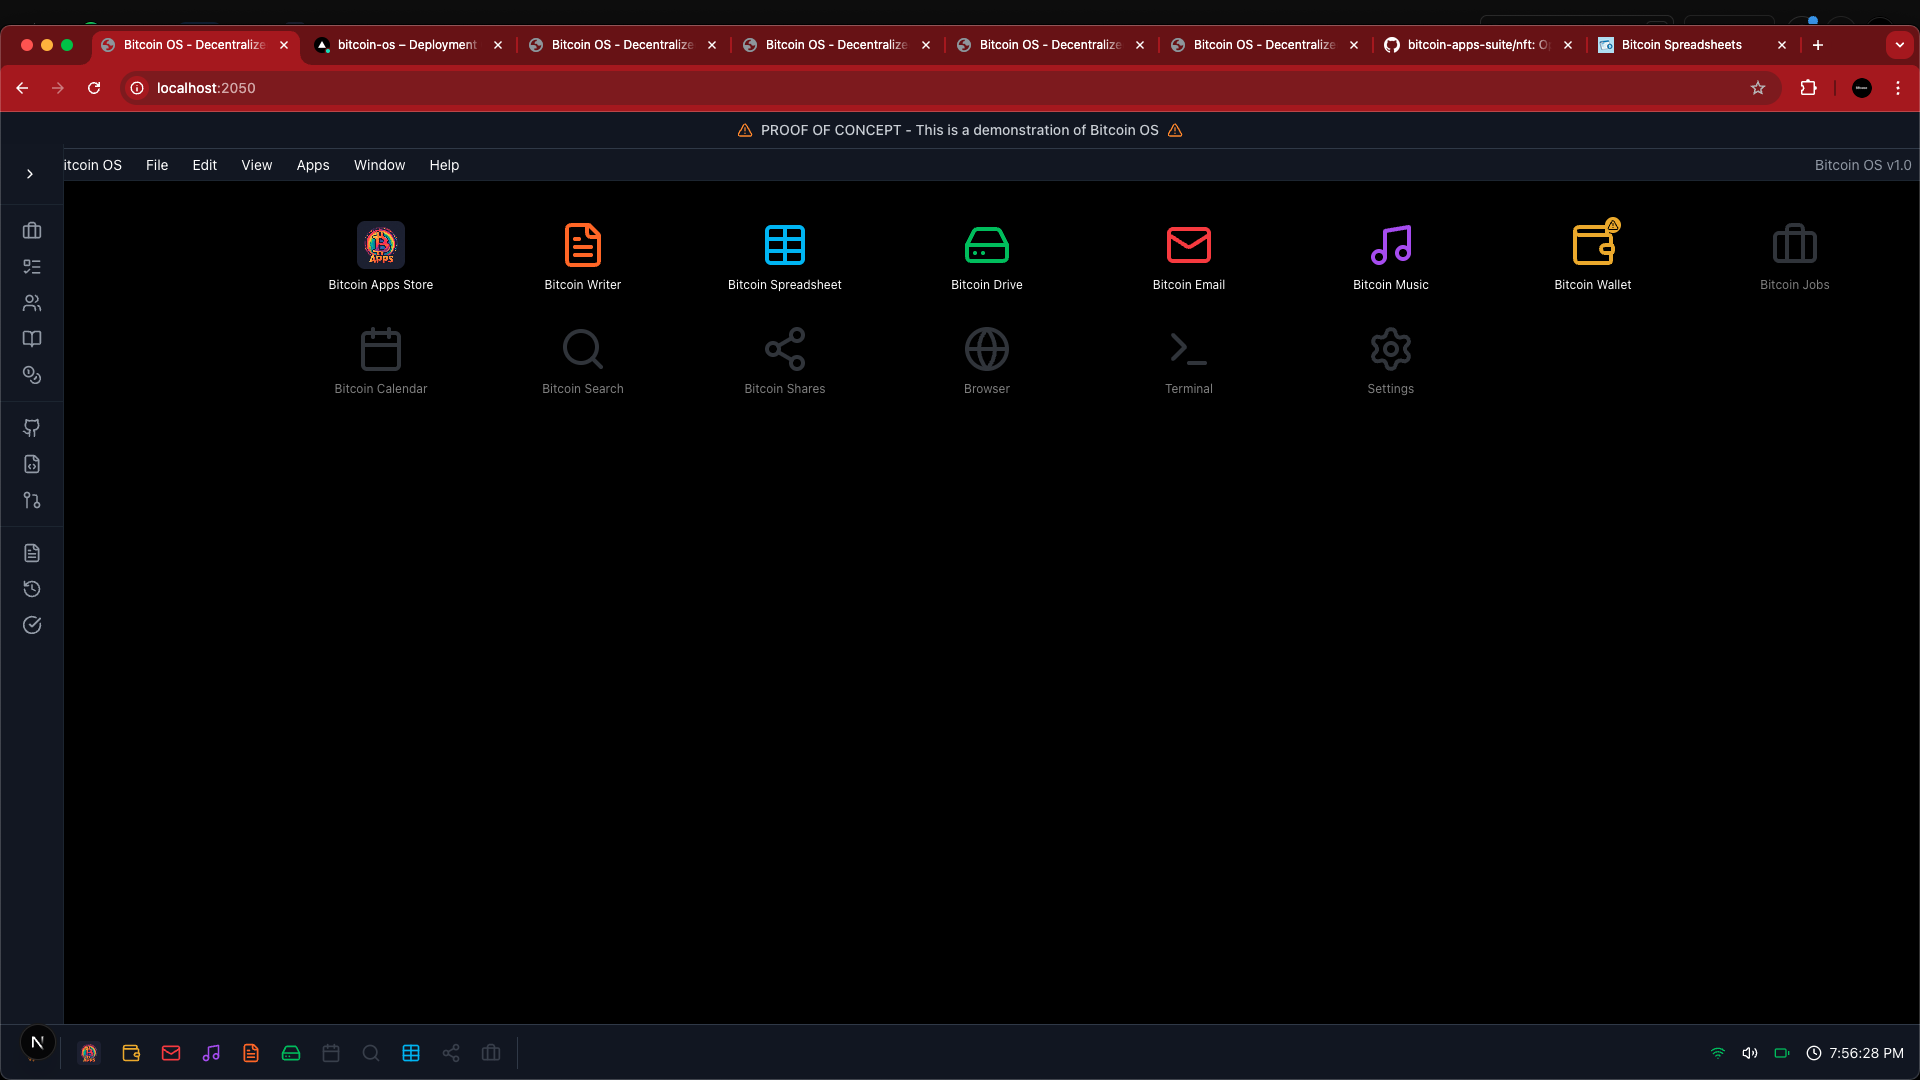 Bitcoin OS - Decentralize
bitcoin-os – Deployment
Bitcoin OS - Decentralize
Bitcoin OS - Decentralize
Bitcoin OS - Decentralize
Bitcoin OS - Decentralize
bitcoin-apps-suite/nft: O
Bitcoin Spreadsheets
localhost:2050
PROOF OF CONCEPT - This is a demonstration of Bitcoin OS
itcoin OS File Edit View Apps Window Help
Bitcoin OS v1.0
B
APPS
Bitcoin Apps Store
Bitcoin Writer
Bitcoin Spreadsheet
Bitcoin Drive
Bitcoin Email
Bitcoin Music
Bitcoin Wallet
Bitcoin Jobs
Bitcoin Calendar
Bitcoin Search
Bitcoin Shares
Browser
Terminal
Settings
N
7:56:28 PM